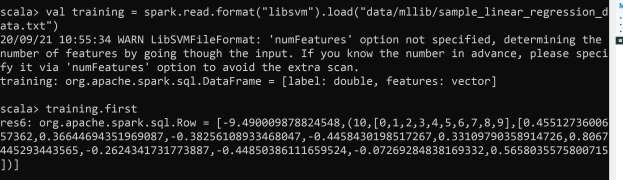 scala> val training = spark.read.format("libsvm").load("data/mllib/sample_linear_regression_d
ata.txt")
20/09/21 10:55:34 WARN LibSVMFileFormat: 'numFeatures' option not specified, determining the
number of features by going though the input. If you know the number in advance, please speci
fy it via 'numFeatures' option to avoid the extra scan.
training: org.apache.spark.sql.DataFrame = [label: double, features: vector]
scala> training.first
res6: org.apache.spark.sql.Row = [-9.490009878824548,(10,[0,1,2,3,4,5,6,7,8,9],[0.45512736006
57362,0.36644694351969087,-0.38256108933468047,-0.4458430198517267,0.33109790358914726,0.8067
445293443565,-0.2624341731773887,-0.44850386111659524,-0.07269284838169332,0.5658035575800715
])]